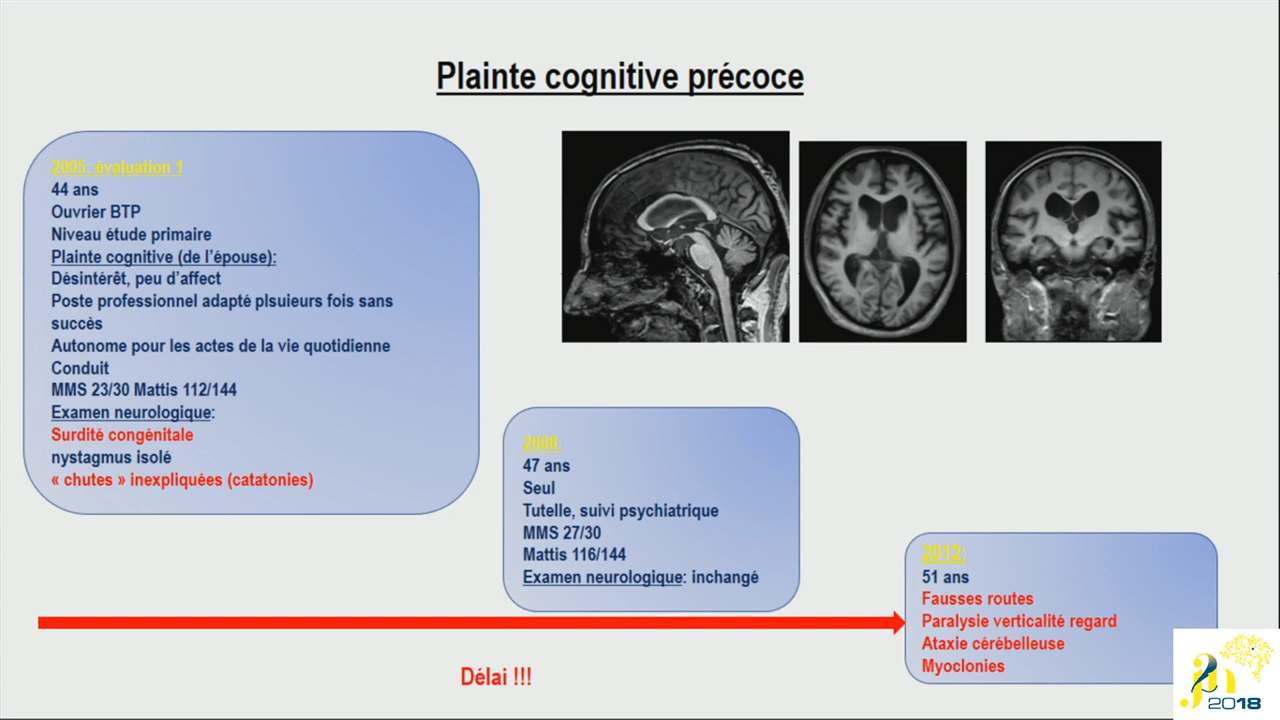 Plainte cognitive précoce
2005: évaluation 1
44 ans
Ouvrier BTP
Niveau étude primaire
Plainte cognitive (de l'épouse):
Désintérêt, peu d'affect
Poste professionnel adapté plsuieurs fois sans
succès
Autonome pour les actes de la vie quotidienne
Conduit
MMS 23/30 Mattis 112/144
Examen neurologique:
Surdité congénitale
nystagmus isolé
« chutes » inexpliquées (catatonies)
2008:
47 ans
Seul
Tutelle, suivi psychiatrique
MMS 27/30
Mattis 116/144
Examen neurologique: inchangé
2012:
51 ans
Fausses routes
Paralysie verticalité regard
Ataxie cérébelleuse
Myoclonies
Délai !!!
2018